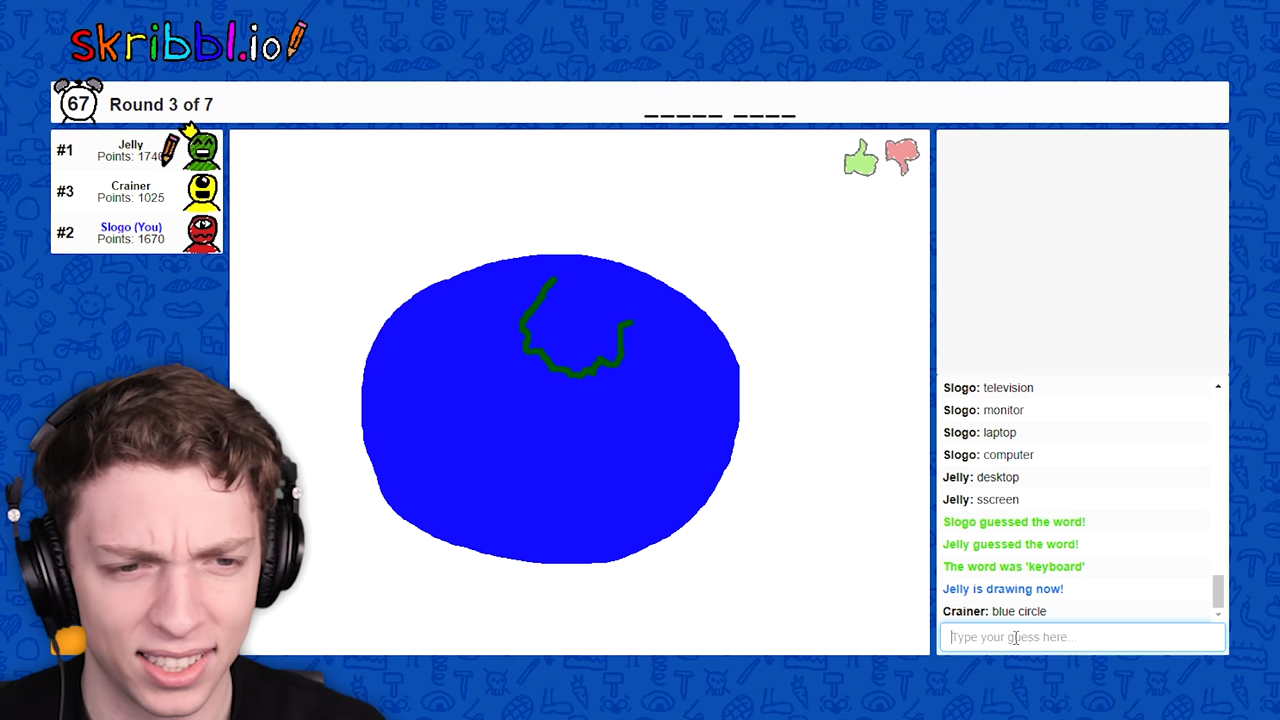 skribbl.io
67
Round 3 of 7
_____ ____
#1
Jelly
Points: 1740
#3
Crainer
Points: 1025
#2
Slogo (You)
Points: 1670
Slogo: television
Slogo: monitor
Slogo: laptop
Slogo: computer
Jelly: desktop
Jelly: sscreen
Slogo guessed the word!
Jelly guessed the word!
The word was 'keyboard'
Jelly is drawing now!
Crainer: blue circle
Type your guess here...